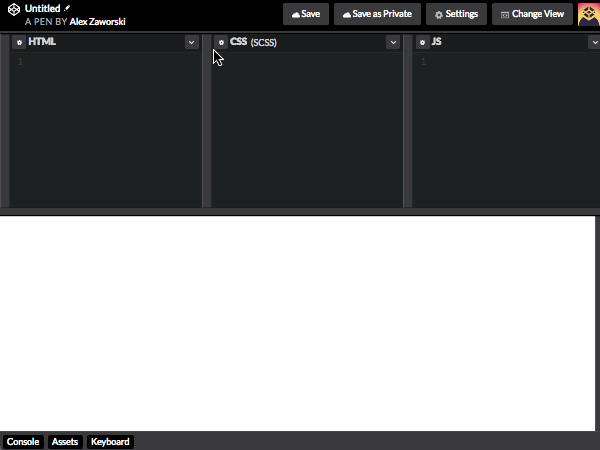 Untitled
A PEN BY Alex Zaworski
Save
Save as Private
Settings
Change View
HTML
CSS (SCSS)
JS
1
1
Console
Assets
Keyboard